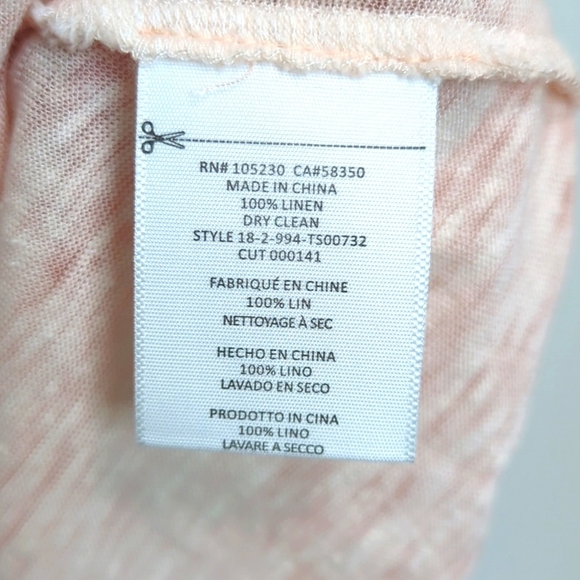 RN# 105230 CA#58350
MADE IN CHINA
100% LINEN
DRY CLEAN
STYLE 18-2-994-TS00732
CUT 000141
FABRIQUÉ EN CHINE
100% LIN
NETTOYAGE À SEC
HECHO EN CHINA
100% LINO
LAVADO EN SECO
PRODOTTO IN CINA
100% LINO
LAVARE A SECCO